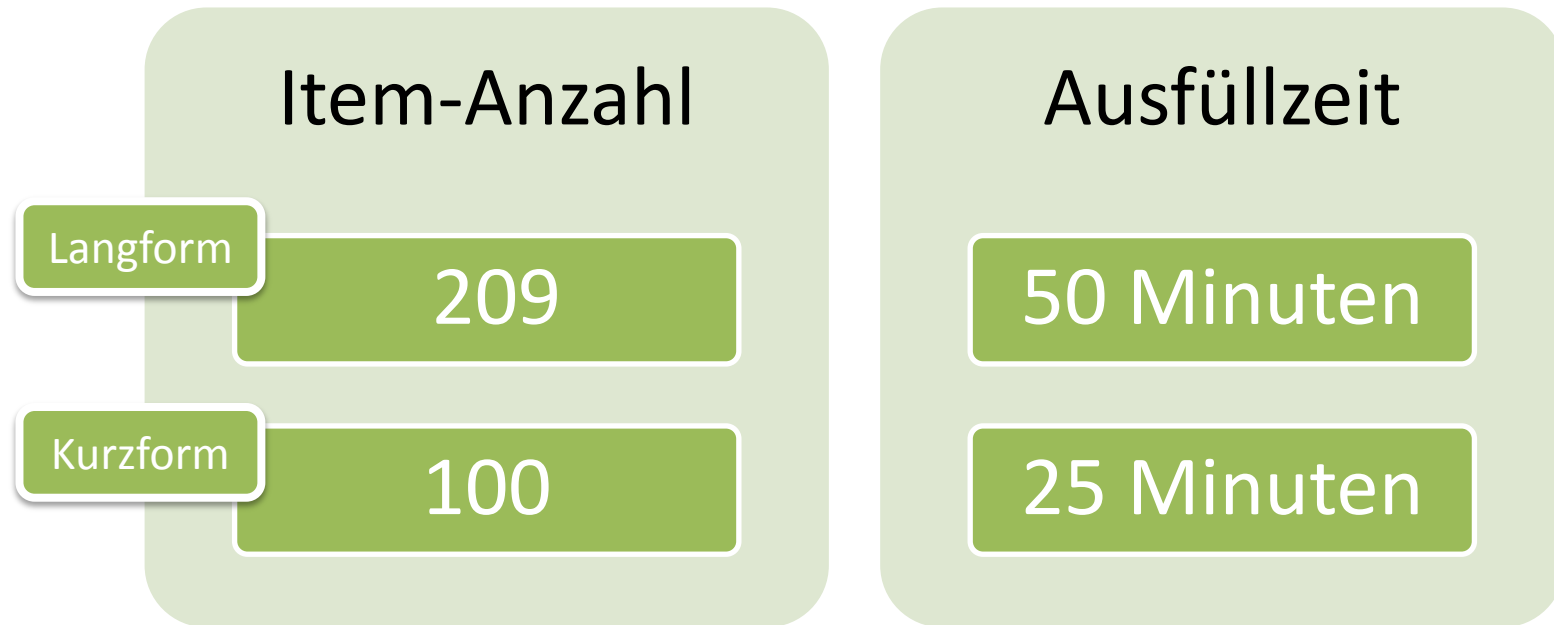 Item-Anzahl
Ausfüllzeit
Langform
209
50 Minuten
Kurzform
100
25 Minuten